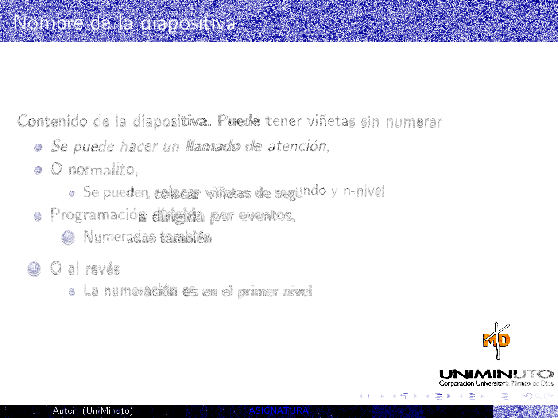 Nombre de la diapositiva
Contenido de la diapositiva. Puede tener viñetas sin numerar
Se puede hacer un llamado de atención,
O normalito,
Se pueden colocar viñetas de segundo y n-nivel
Programación dirigida por eventos,
Numeradas también
O al revés
La numeración es en el primer nivel
MD
UNIMINUTO
Corporación Universitaria Minuto de Dios
Autor (UniMinuto)
ASIGNATURA